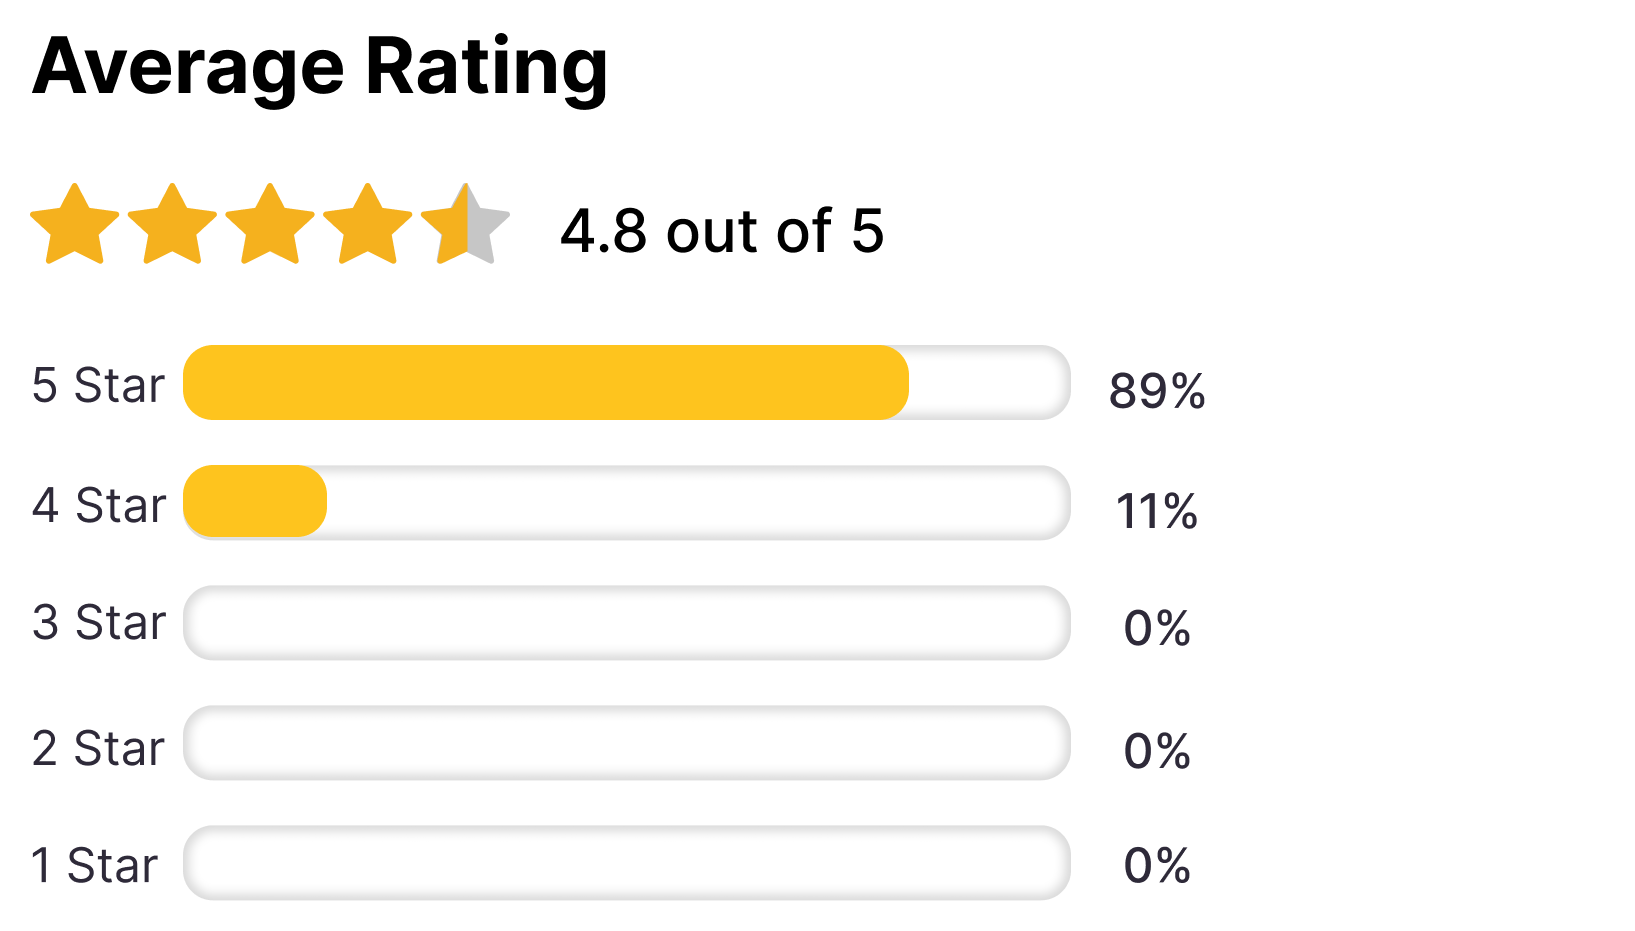 Average Rating
4.8 out of 5
5 Star 89%
4 Star 11%
3 Star 0%
2 Star 0%
1 Star 0%